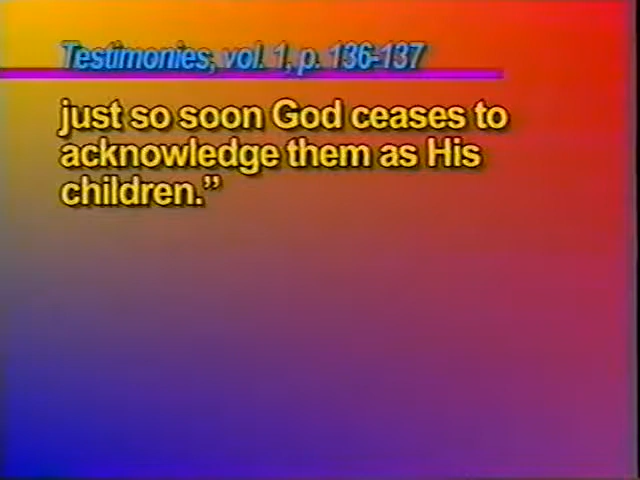 Testimonies, vol. 1, p. 136-137
just so soon God ceases to
acknowledge them as His
children.”